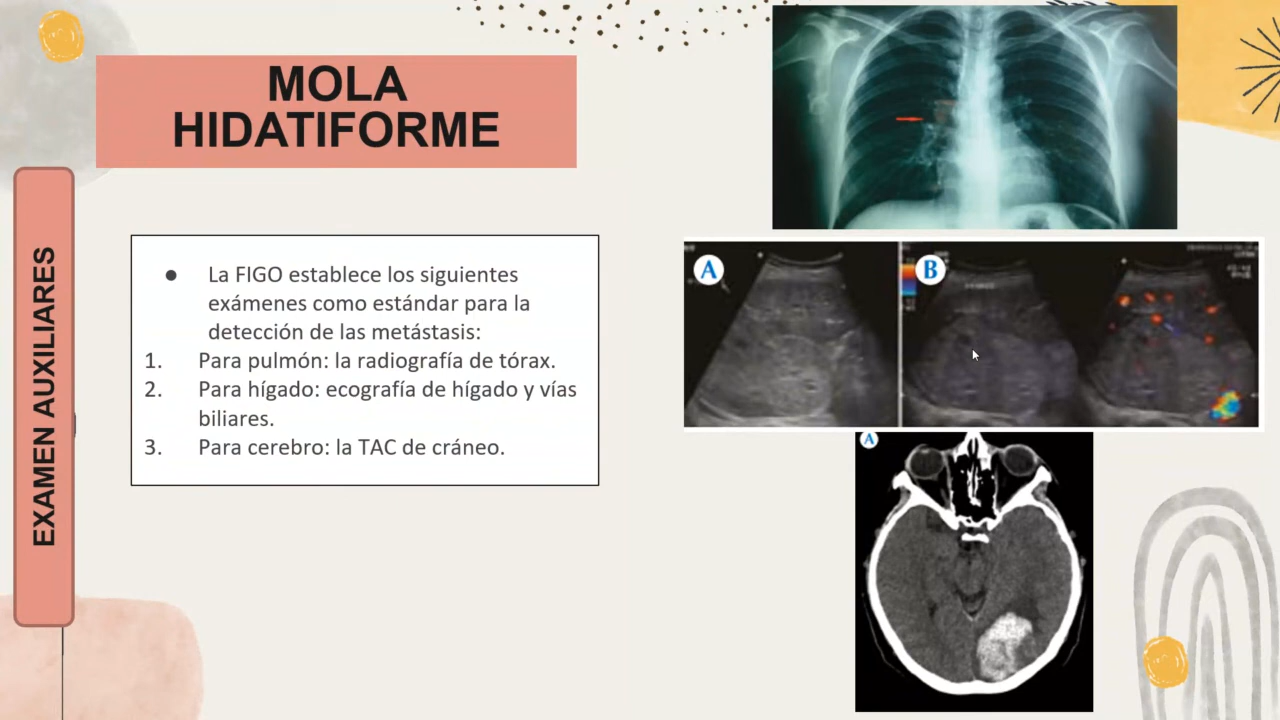 MOLA
HIDATIFORME
EXAMEN AUXILIARES
● La FIGO establece los siguientes
exámenes como estándar para la
detección de las metástasis:
1. Para pulmón: la radiografía de tórax.
2. Para hígado: ecografía de hígado y vías
biliares.
3. Para cerebro: la TAC de cráneo.
A
B
A